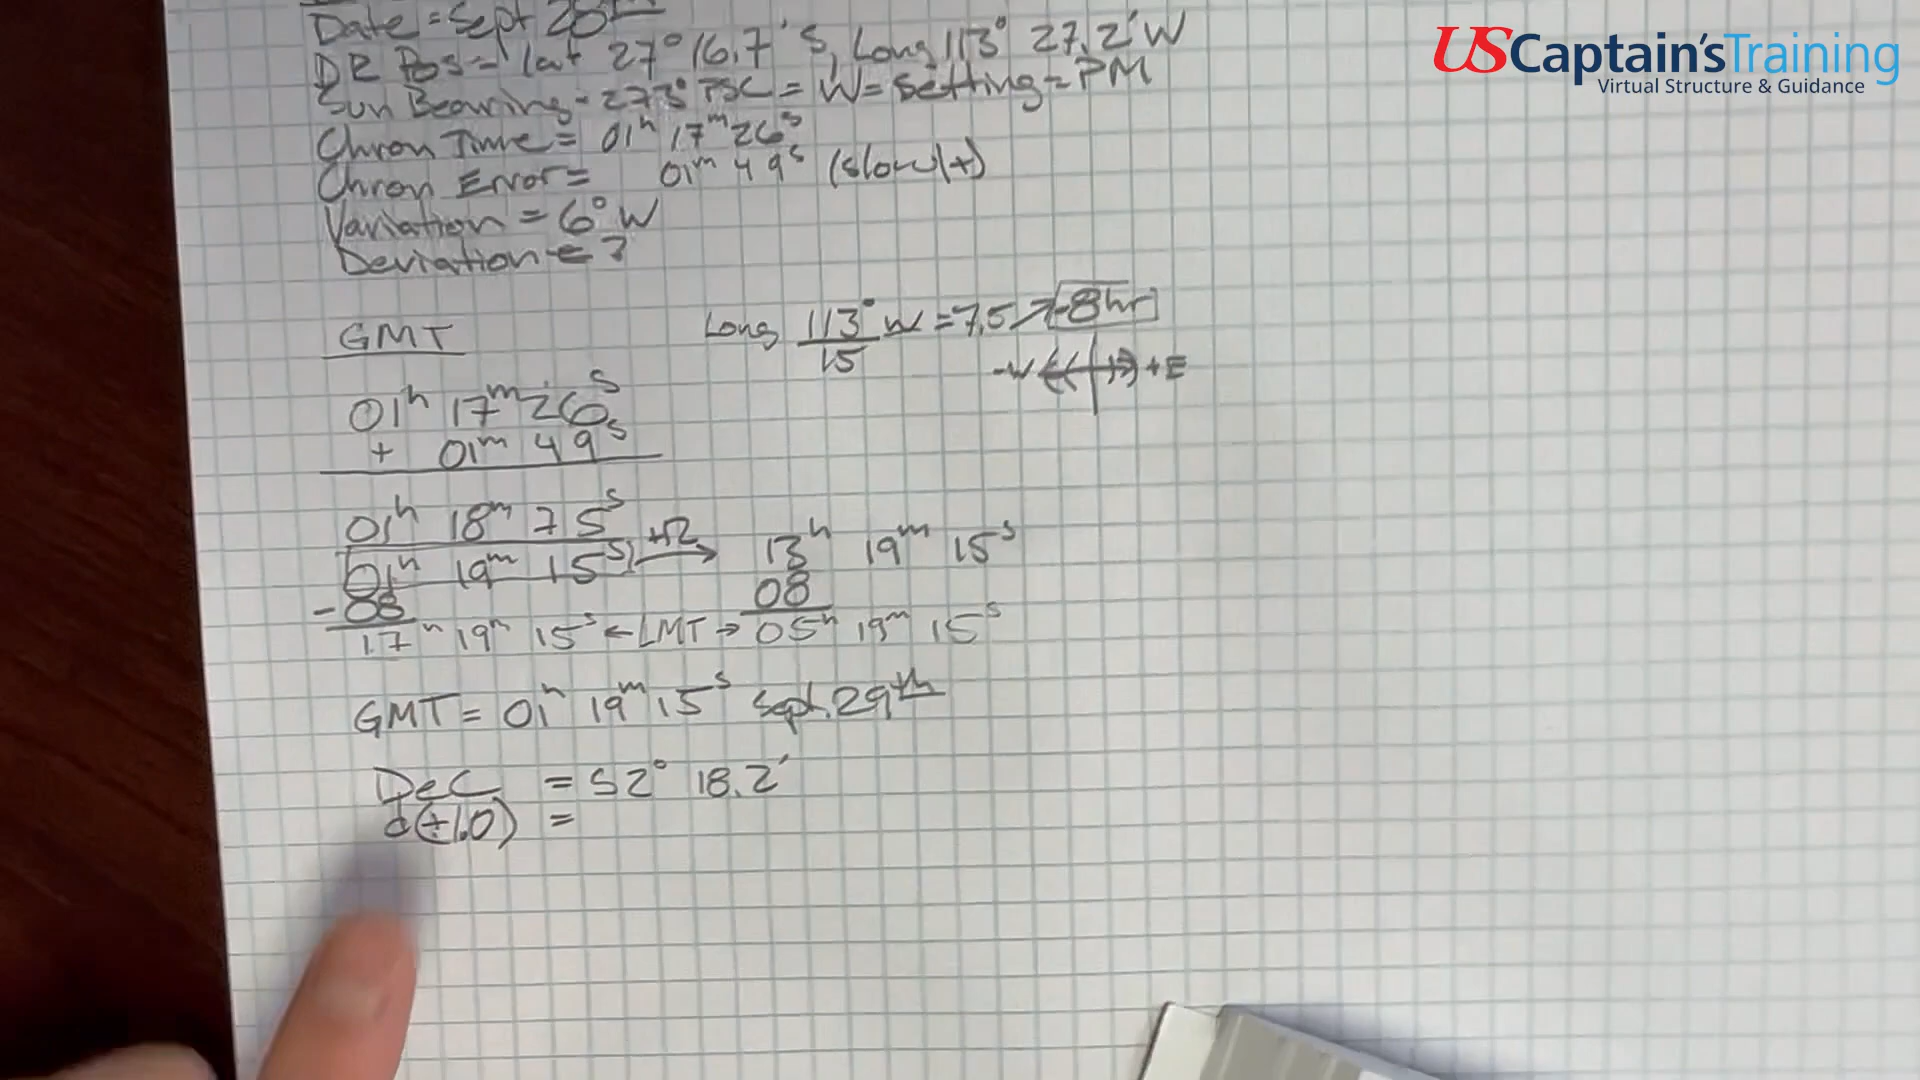 Date = Sept 28th
DR Pos = lat 27° 16.7' S, Long 113° 27.2' W
Sun Bearing = 273° PSC = W = Setting = PM
Chron Time = 01h 17m 26s
Chron Error = 01m 49s (slow)(+)
Variation = 6° W
Deviation = ?
GMT
Long 113° W = 7.5 → -8hr
15
-W ← → +E
01h 17m 26s
+ 01m 49s
01h 18m 75s
01h 19m 15s +12 → 13h 19m 15s
-08 08
17h 19m 15s ← LMT → 05h 19m 15s
GMT = 01h 19m 15s Sept. 29th
Dec = S2° 18.2'
d(+1.0) =
US Captain'sTraining
Virtual Structure & Guidance